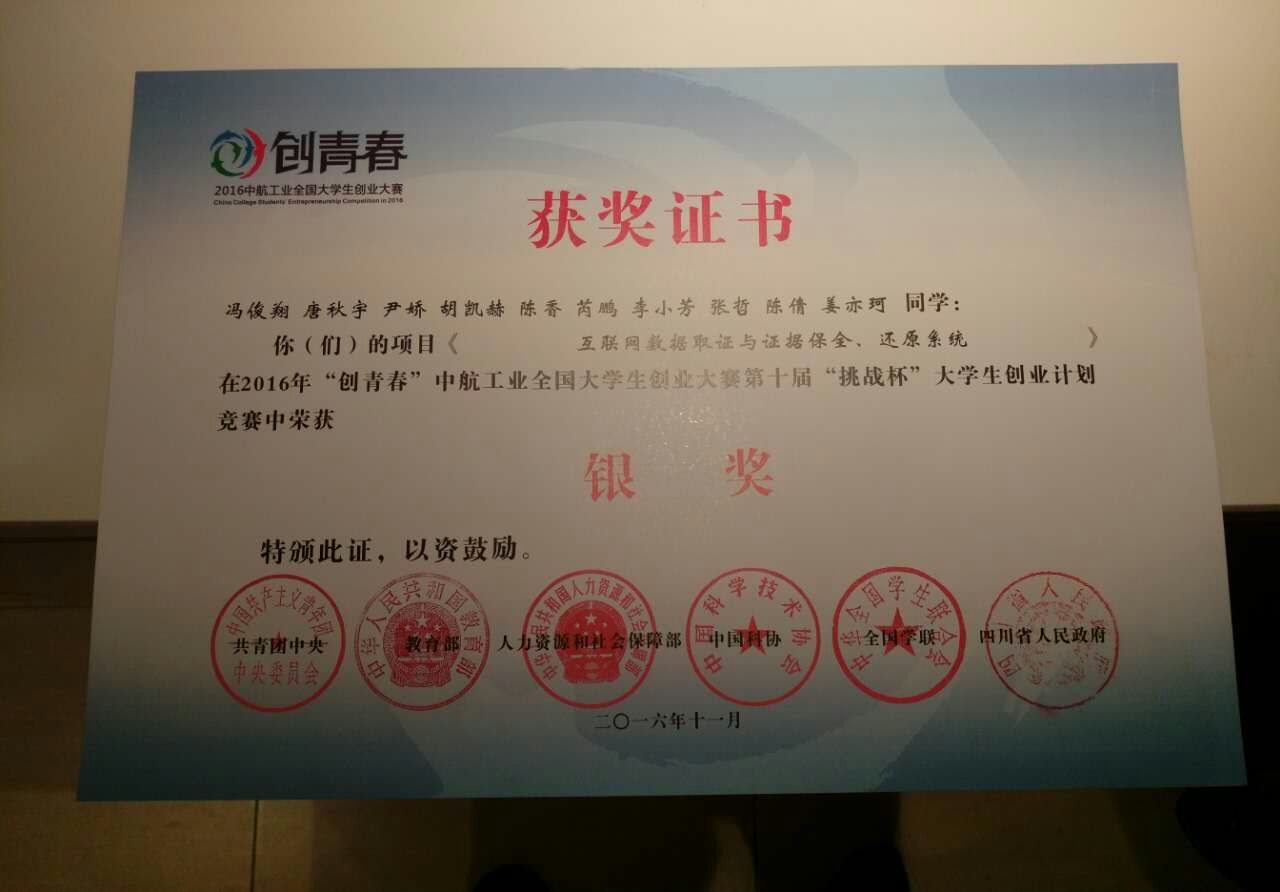 创青春
2016中航工业全国大学生创业大赛
China College Students' Entrepreneurship Competition in 2016
获奖证书
冯俊翔 唐秋宇 尹娇 胡凯赫 陈香 芮鹏 李小芳 张哲 陈倩 姜亦珂 同学：
你（们）的项目《 互联网数据取证与证据保全、还原系统 》
在2016年“创青春”中航工业全国大学生创业大赛第十届“挑战杯”大学生创业计划
竞赛中荣获
银 奖
特颁此证，以资鼓励。
中国共产主义青年团
中央委员会
共青团中央
中华人民共和国教育部
教育部
中华人民共和国人力资源和社会保障部
人力资源和社会保障部
中国科学技术协会
中国科协
中华全国学生联合会
全国学联
四川省人民政府
四川省人民政府
二〇一六年十一月